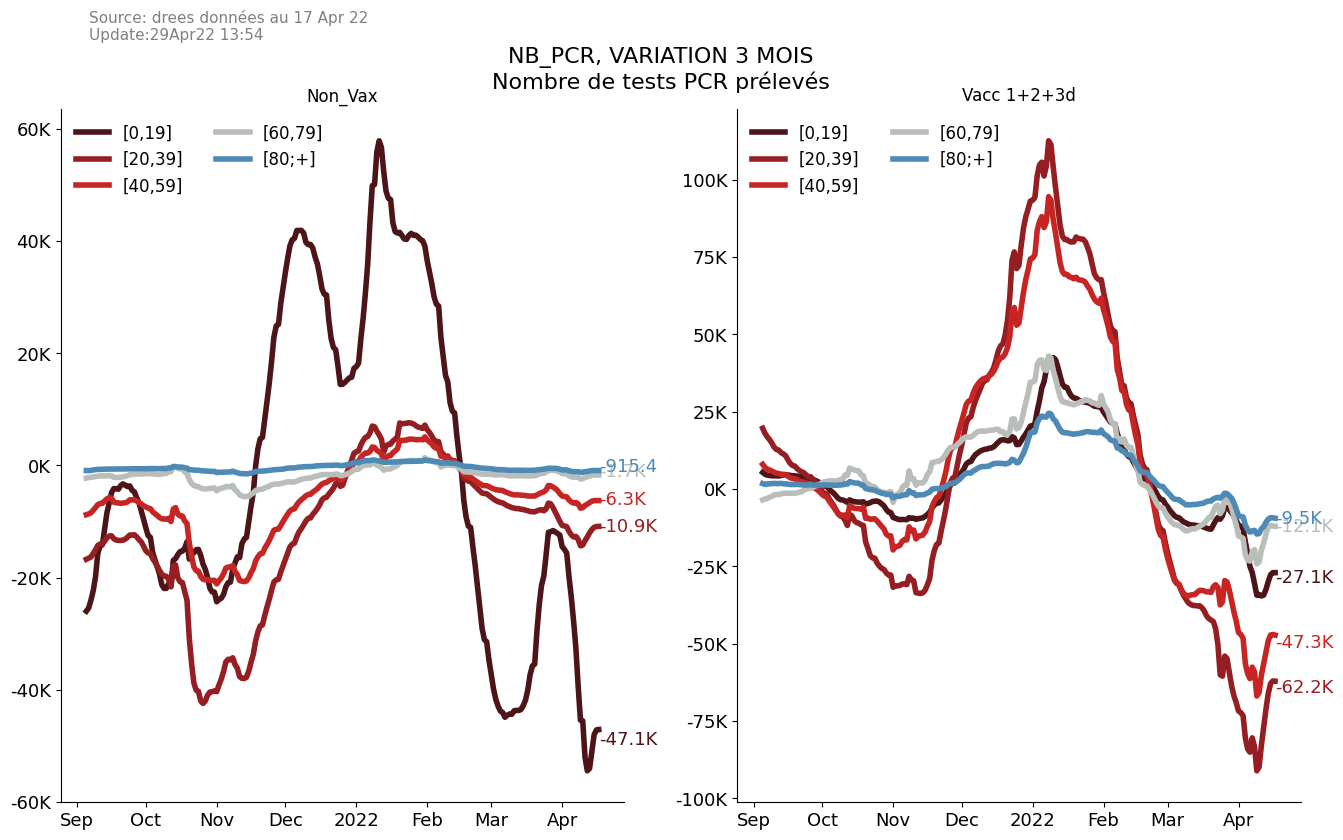 Source: drees données au 17 Apr 22
Update:29Apr22 13:54
NB_PCR, VARIATION 3 MOIS
Nombre de tests PCR prélevés
Non_Vax
[0,19]
[20,39]
[40,59]
[60,79]
[80;+]
60K
40K
20K
0K
-20K
-40K
-60K
-915.4
-1.7K
-6.3K
-10.9K
-47.1K
Sep Oct Nov Dec 2022 Feb Mar Apr
Vacc 1+2+3d
[0,19]
[20,39]
[40,59]
[60,79]
[80;+]
100K
75K
50K
25K
0K
-25K
-50K
-75K
-100K
-9.5K
-12.1K
-27.1K
-47.3K
-62.2K
Sep Oct Nov Dec 2022 Feb Mar Apr